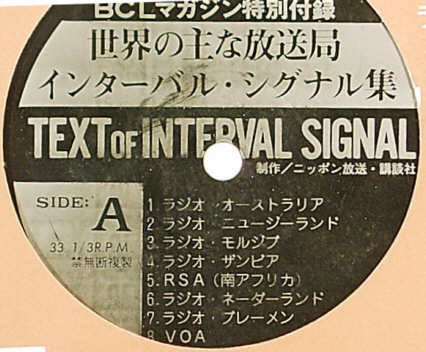 BCLマガジン特別付録
世界の主な放送局
インターバル・シグナル集
TEXT OF INTERVAL SIGNAL
制作/ニッポン放送・講談社
SIDE: A
33 1/3R.P.M.
禁無断複製
1.ラジオ・オーストラリア
2.ラジオ・ニュージーランド
3.ラジオ・モルジブ
4.ラジオ・ザンビア
5.RSA(南アフリカ)
6.ラジオ・ネーダーランド
7.ラジオ・ブレーメン
8.VOA